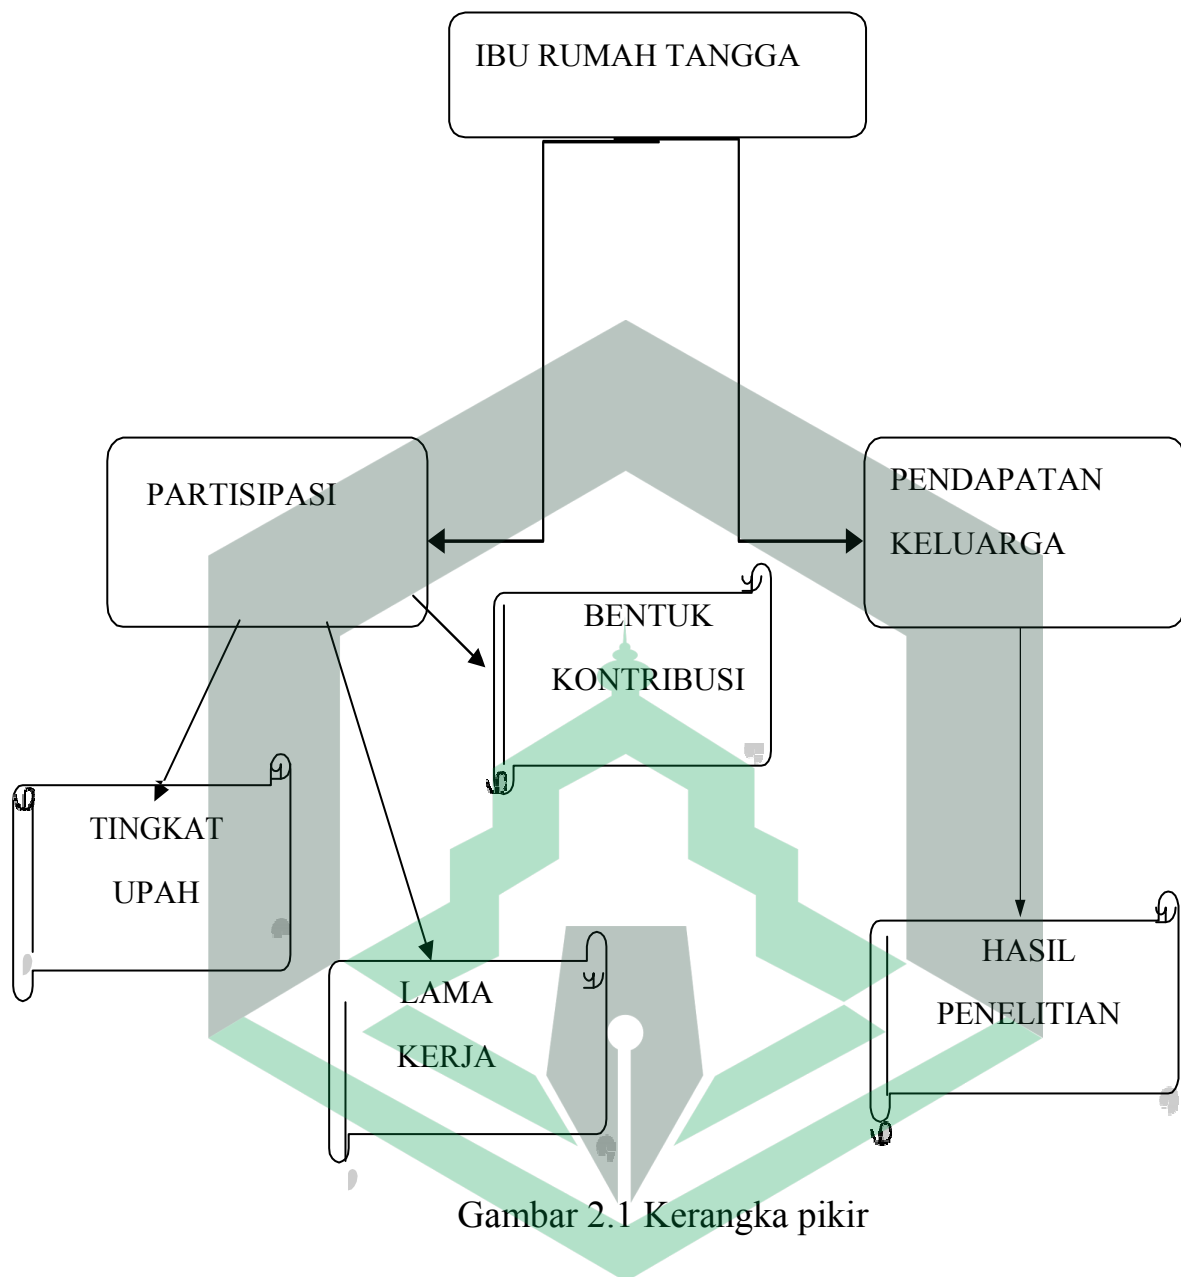 IBU RUMAH TANGGA
PARTISIPASI
PENDAPATAN
KELUARGA
BENTUK
KONTRIBUSI
TINGKAT
UPAH
LAMA
KERJA
HASIL
PENELITIAN
Gambar 2.1 Kerangka pikir